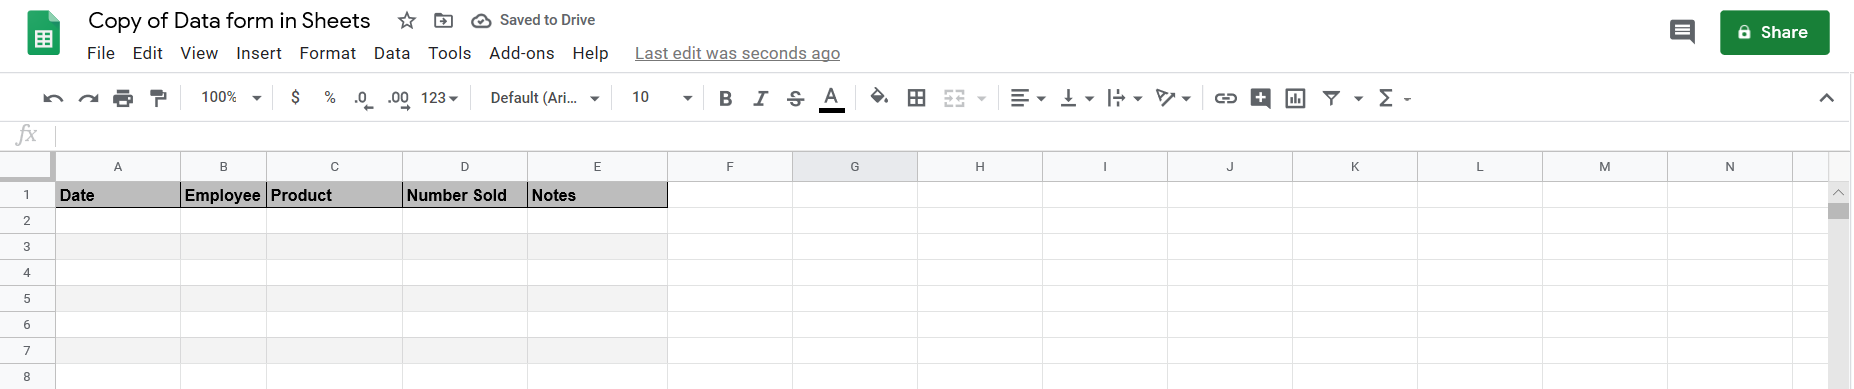 Copy of Data form in Sheets Saved to Drive
File Edit View Insert Format Data Tools Add-ons Help Last edit was seconds ago
Share
100% $ % .0 .00 123 Default (Ari... 10 B I S A Σ
fx
A B C D E F G H I J K L M N
1 Date Employee Product Number Sold Notes
2
3
4
5
6
7
8